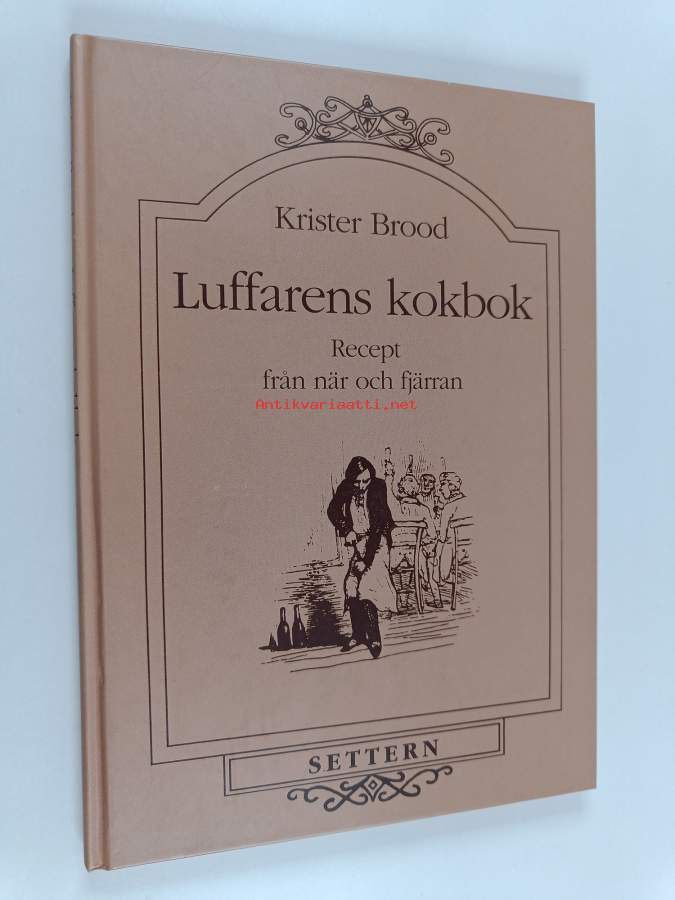 Krister Brood
Luffarens kokbok
Recept
från när och fjärran
Antikvariaatti.net
SETTERN